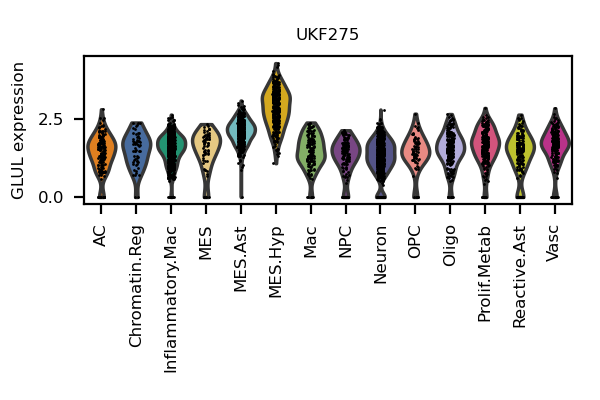 UKF275
GLUL expression
2.5
0.0
AC
Chromatin.Reg
Inflammatory.Mac
MES
MES.Ast
MES.Hyp
Mac
NPC
Neuron
OPC
Oligo
Prolif.Metab
Reactive.Ast
Vasc